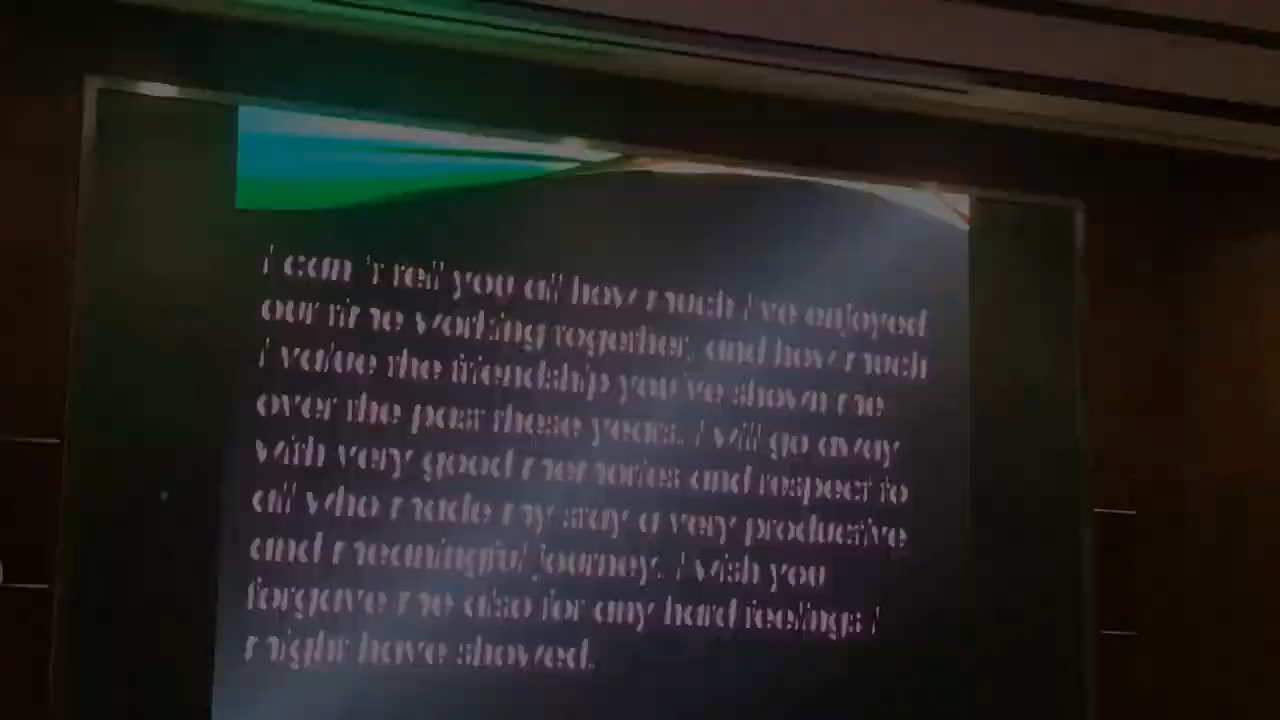 I can't tell you all how much I've enjoyed
our time working together, and how much
I value the friendship you've shown me
over the past these years. I will go away
with very good memories and respect to
all who made my stay a very productive
and meaningful journey. I wish you
forgave me also for any hard feelings I
might have showed.